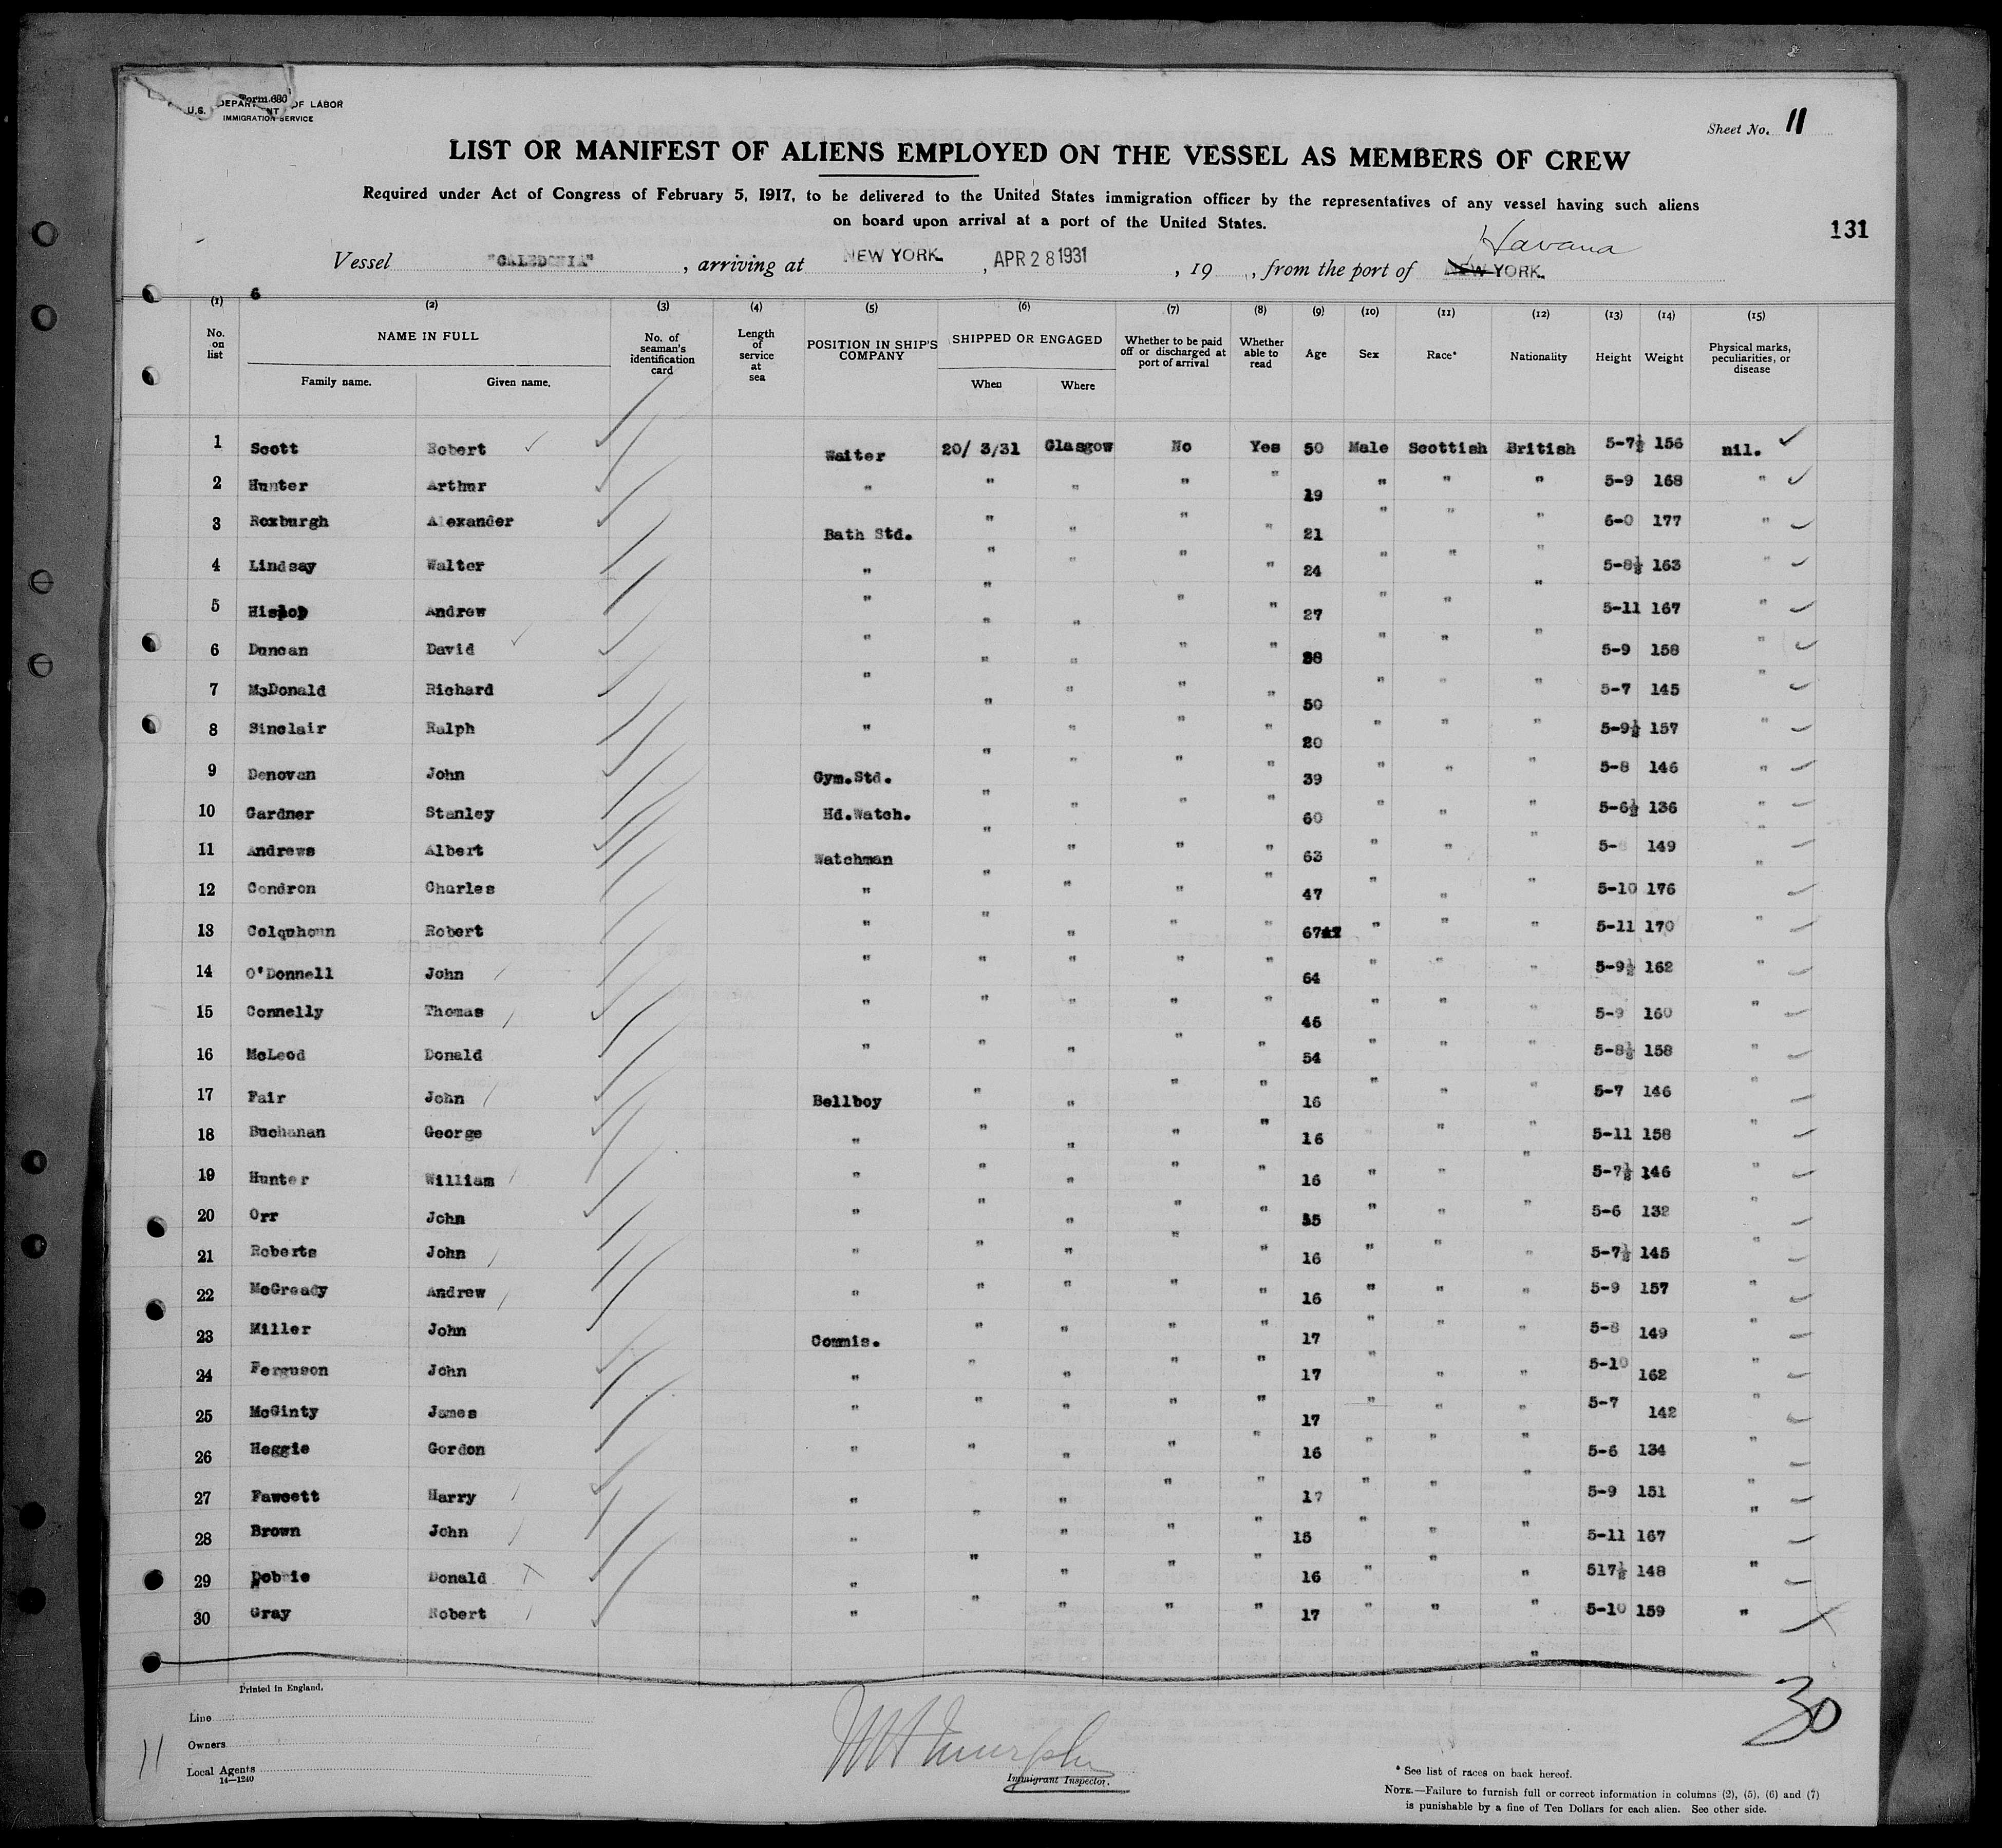 Form 680
U.S. DEPARTMENT OF LABOR
IMMIGRATION SERVICE
Sheet No. 11
LIST OR MANIFEST OF ALIENS EMPLOYED ON THE VESSEL AS MEMBERS OF CREW
Required under Act of Congress of February 5, 1917, to be delivered to the United States immigration officer by the representatives of any vessel having such aliens
on board upon arrival at a port of the United States.
131
Havana
Vessel "CALEDONIA", arriving at NEW YORK, APR 28 1931, 19 , from the port of NEW YORK.
6
(1) (2) (3) (4) (5) (6) (7) (8) (9) (10) (11) (12) (13) (14) (15)
No. on list NAME IN FULL Family name. Given name. No. of seaman's identification card Length of service at sea POSITION IN SHIP'S COMPANY SHIPPED OR ENGAGED When Where Whether to be paid off or discharged at port of arrival Whether able to read Age Sex Race* Nationality Height Weight Physical marks, peculiarities, or disease
1 Scott Robert Waiter 20/ 3/31 Glasgow No Yes 50 Male Scottish British 5-7½ 156 nil.
2 Hunter Arthur " " " " " 19 " " " 5-9 168 "
3 Roxburgh Alexander Bath Std. " " " " 21 " " " 6-0 177 "
4 Lindsay Walter " " " " " 24 " " " 5-8½ 163 "
5 Hislop Andrew " " " " " 27 " " " 5-11 167 "
6 Duncan David " " " " " 38 " " " 5-9 158 "
7 McDonald Richard " " " " " 50 " " " 5-7 145 "
8 Sinclair Ralph " " " " " 20 " " " 5-9½ 157 "
9 Denovan John Gym.Std. " " " " 39 " " " 5-8 146 "
10 Gardner Stanley Hd.Watch. " " " " 60 " " " 5-6½ 136 "
11 Andrews Albert Watchman " " " " 63 " " " 5-8 149 "
12 Condron Charles " " " " " 47 " " " 5-10 176 "
13 Colquhoun Robert " " " " " 67 " " " 5-11 170 "
14 O'Donnell John " " " " " 64 " " " 5-9½ 162 "
15 Connelly Thomas " " " " " 46 " " " 5-9 160 "
16 McLeod Donald " " " " " 54 " " " 5-8½ 158 "
17 Fair John Bellboy " " " " 16 " " " 5-7 146 "
18 Buchanan George " " " " " 16 " " 5-11 158 "
19 Hunter William " " " " " 16 " " " 5-7½ 146 "
20 Orr John " " " " " 15 " " " 5-6 132 "
21 Roberts John " " " " " 16 " " " 5-7½ 145 "
22 McGready Andrew " " " " " 16 " " " 5-9 157 "
23 Miller John Commis. " " " " 17 " " " 5-8 149 "
24 Ferguson John " " " " " 17 " " " 5-10 162 "
25 McGinty James " " " " " 17 " " " 5-7 142 "
26 Heggie Gordon " " " " " 16 " " " 5-6 134 "
27 Fawcett Harry " " " " " 17 " " " 5-9 151 "
28 Brown John " " " " " 15 " " " 5-11 167 "
29 Dobbie Donald " " " " " 16 " " " 517½ 148 "
30 Gray Robert " " " " " 17 " " " 5-10 159 "
"
Printed in England.
30
Line
Owners
Local Agents
14—1240
11
Immigrant Inspector.
* See list of races on back hereof.
NOTE.—Failure to furnish full or correct information in columns (2), (5), (6) and (7)
is punishable by a fine of Ten Dollars for each alien. See other side.